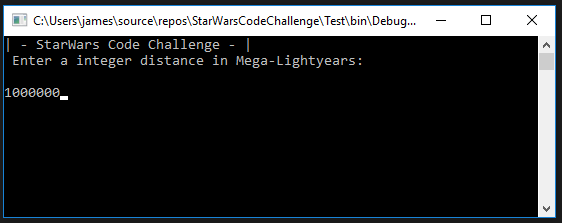 C:\Users\james\source\repos\StarWarsCodeChallenge\Test\bin\Debug...
| - StarWars Code Challenge - |
Enter a integer distance in Mega-Lightyears:
1000000